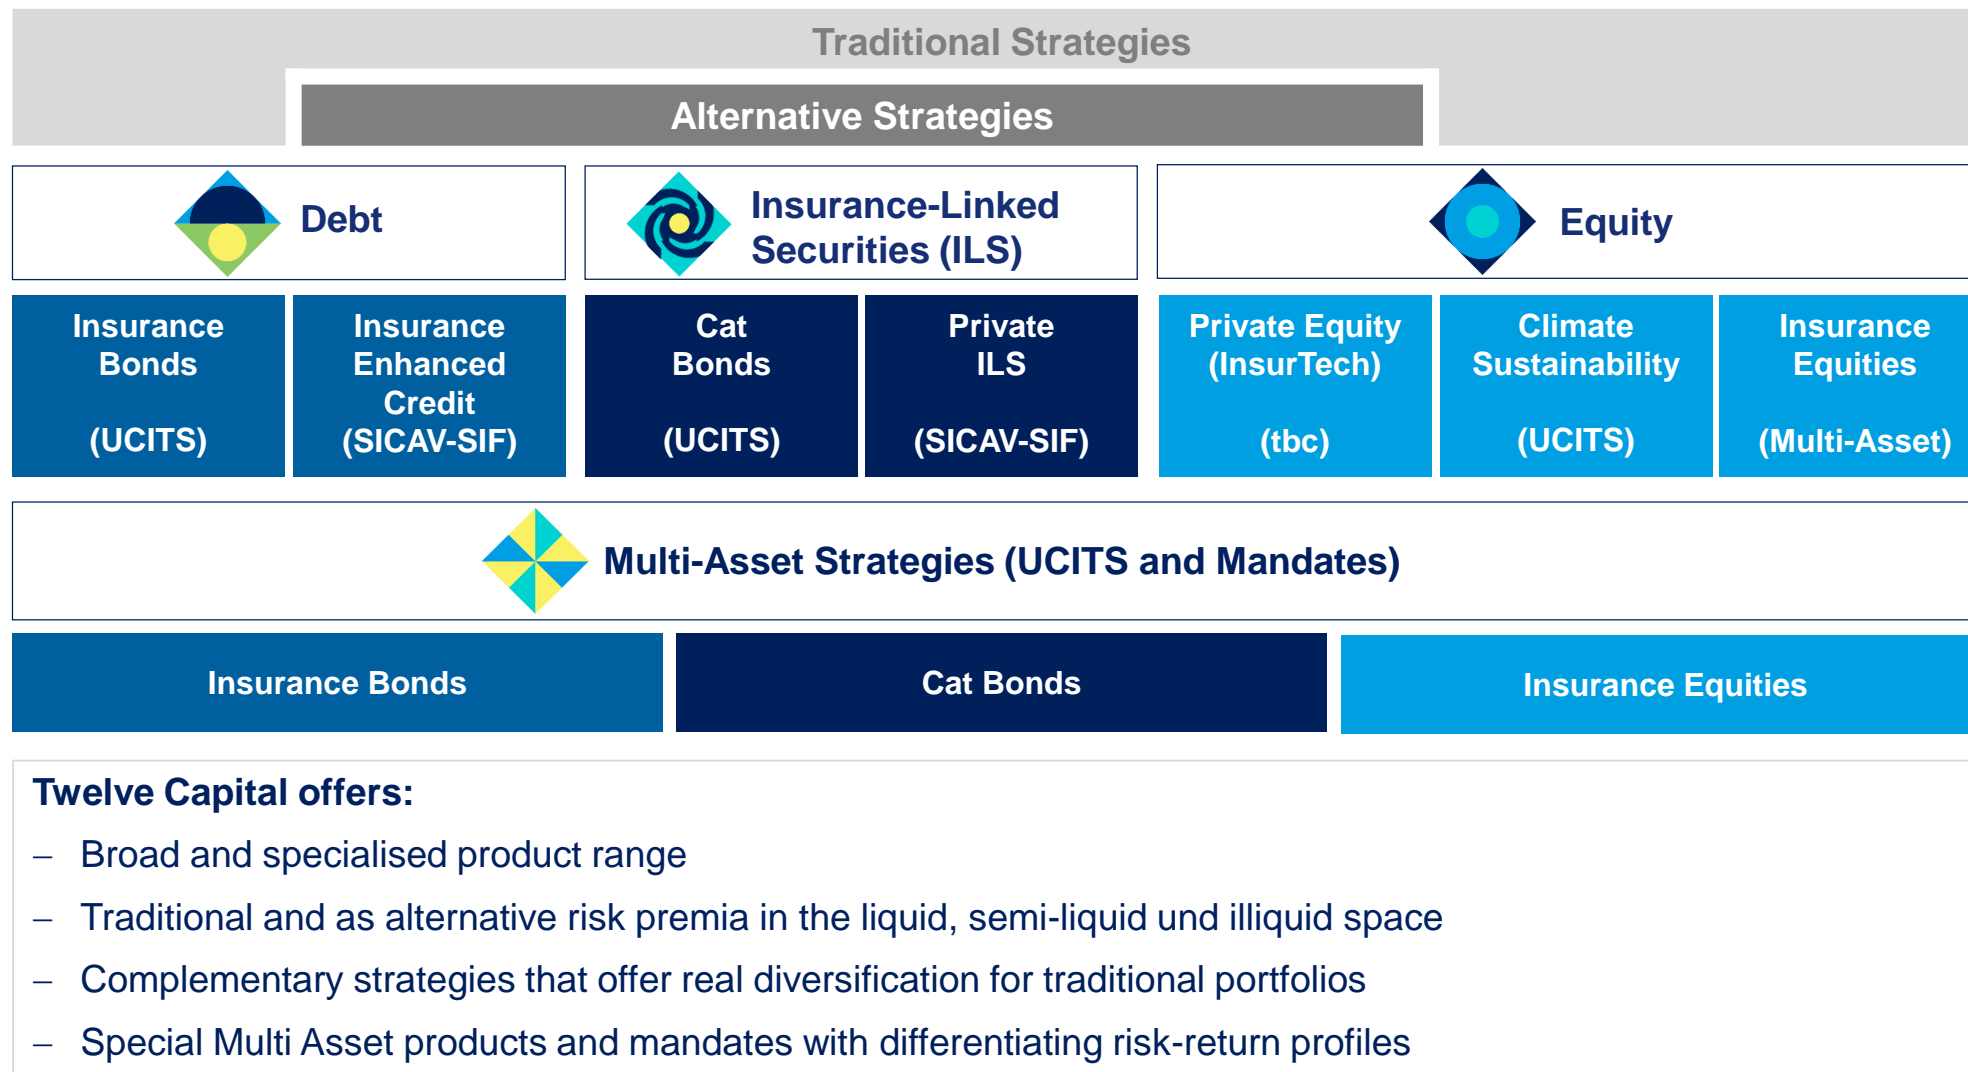 Traditional Strategies
Alternative Strategies
Debt
Insurance-Linked
Securities (ILS)
Equity
Insurance
Bonds
(UCITS)
Insurance
Enhanced
Credit
(SICAV-SIF)
Cat
Bonds
(UCITS)
Private
ILS
(SICAV-SIF)
Private Equity
(InsurTech)
(tbc)
Climate
Sustainability
(UCITS)
Insurance
Equities
(Multi-Asset)
Multi-Asset Strategies (UCITS and Mandates)
Insurance Bonds
Cat Bonds
Insurance Equities
Twelve Capital offers:
– Broad and specialised product range
– Traditional and as alternative risk premia in the liquid, semi-liquid und illiquid space
– Complementary strategies that offer real diversification for traditional portfolios
– Special Multi Asset products and mandates with differentiating risk-return profiles